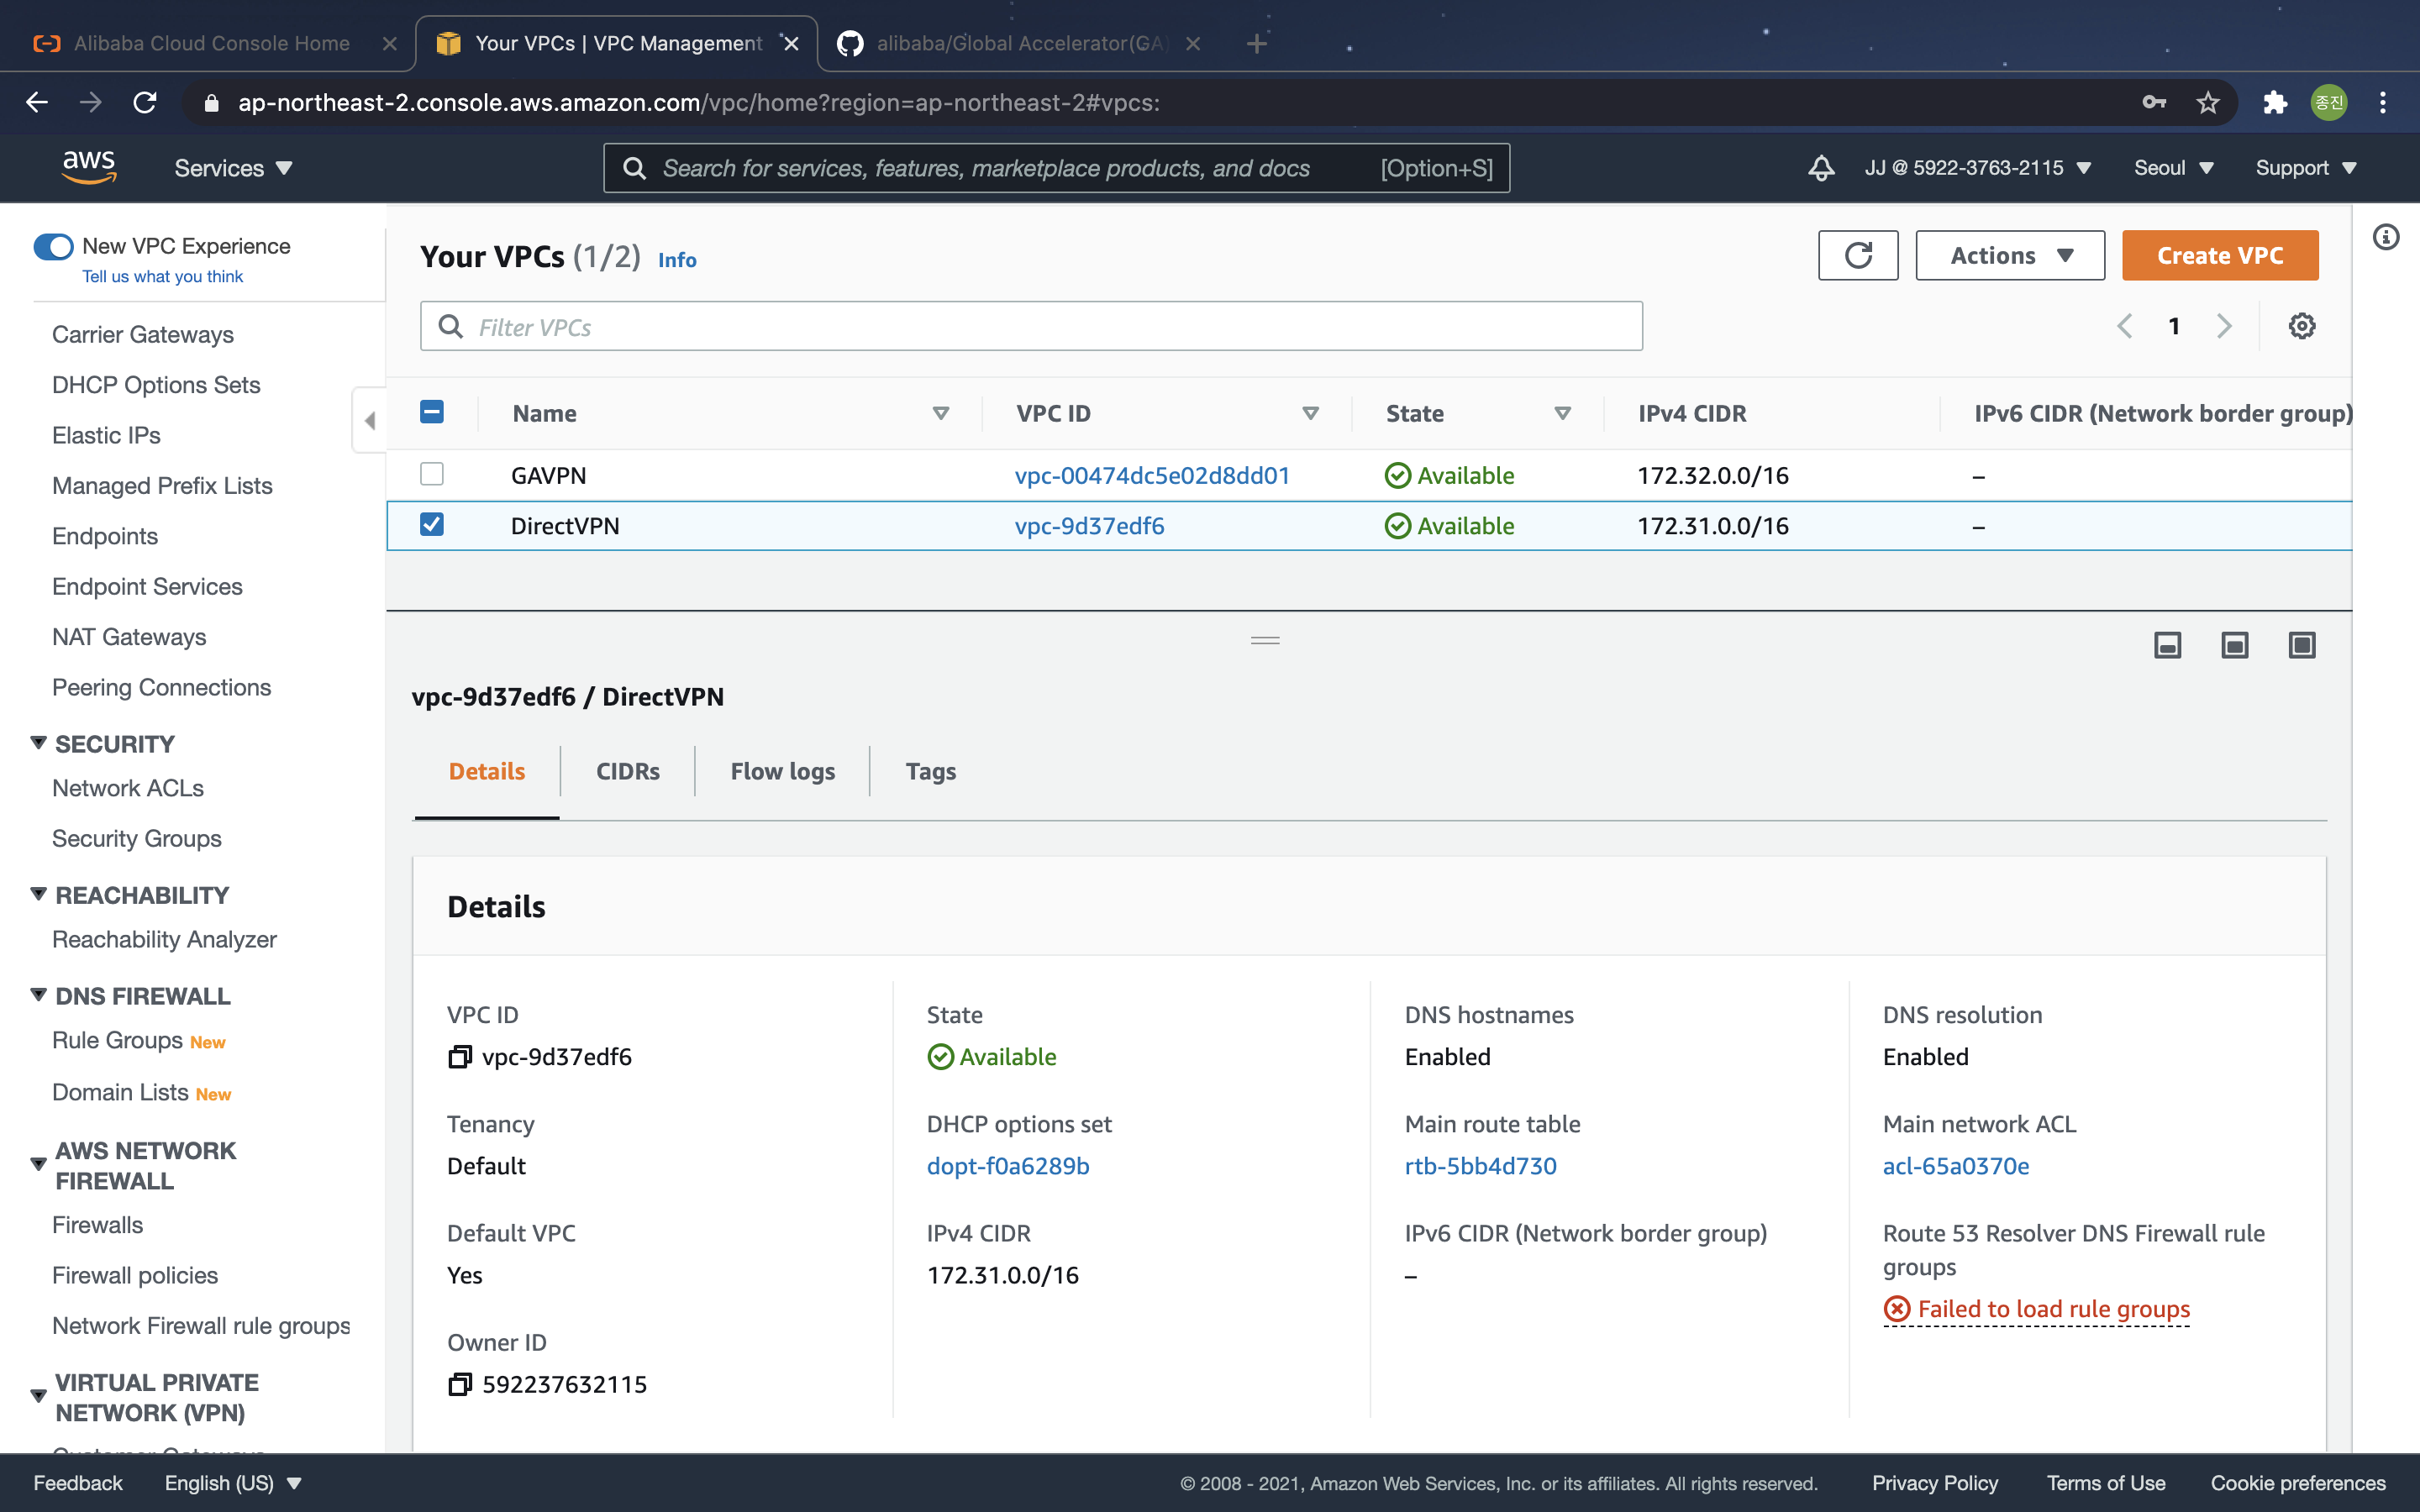 Alibaba Cloud Console Home
Your VPCs | VPC Management
alibaba/Global Accelerator(GA)
ap-northeast-2.console.aws.amazon.com/vpc/home?region=ap-northeast-2#vpcs:
종진
aws
Services
Search for services, features, marketplace products, and docs
[Option+S]
JJ @ 5922-3763-2115
Seoul
Support
New VPC Experience
Tell us what you think
Carrier Gateways
DHCP Options Sets
Elastic IPs
Managed Prefix Lists
Endpoints
Endpoint Services
NAT Gateways
Peering Connections
SECURITY
Network ACLs
Security Groups
REACHABILITY
Reachability Analyzer
DNS FIREWALL
Rule Groups New
Domain Lists New
AWS NETWORK
FIREWALL
Firewalls
Firewall policies
Network Firewall rule groups
VIRTUAL PRIVATE
NETWORK (VPN)
Customer Gateways
Your VPCs (1/2) Info
Actions
Create VPC
Filter VPCs
1
Name
VPC ID
State
IPv4 CIDR
IPv6 CIDR (Network border group)
GAVPN
vpc-00474dc5e02d8dd01
Available
172.32.0.0/16
–
DirectVPN
vpc-9d37edf6
Available
172.31.0.0/16
–
vpc-9d37edf6 / DirectVPN
Details
CIDRs
Flow logs
Tags
Details
VPC ID
vpc-9d37edf6
State
Available
DNS hostnames
Enabled
DNS resolution
Enabled
Tenancy
Default
DHCP options set
dopt-f0a6289b
Main route table
rtb-5bb4d730
Main network ACL
acl-65a0370e
Default VPC
Yes
IPv4 CIDR
172.31.0.0/16
IPv6 CIDR (Network border group)
–
Route 53 Resolver DNS Firewall rule
groups
Failed to load rule groups
Owner ID
592237632115
Feedback
English (US)
© 2008 - 2021, Amazon Web Services, Inc. or its affiliates. All rights reserved.
Privacy Policy
Terms of Use
Cookie preferences